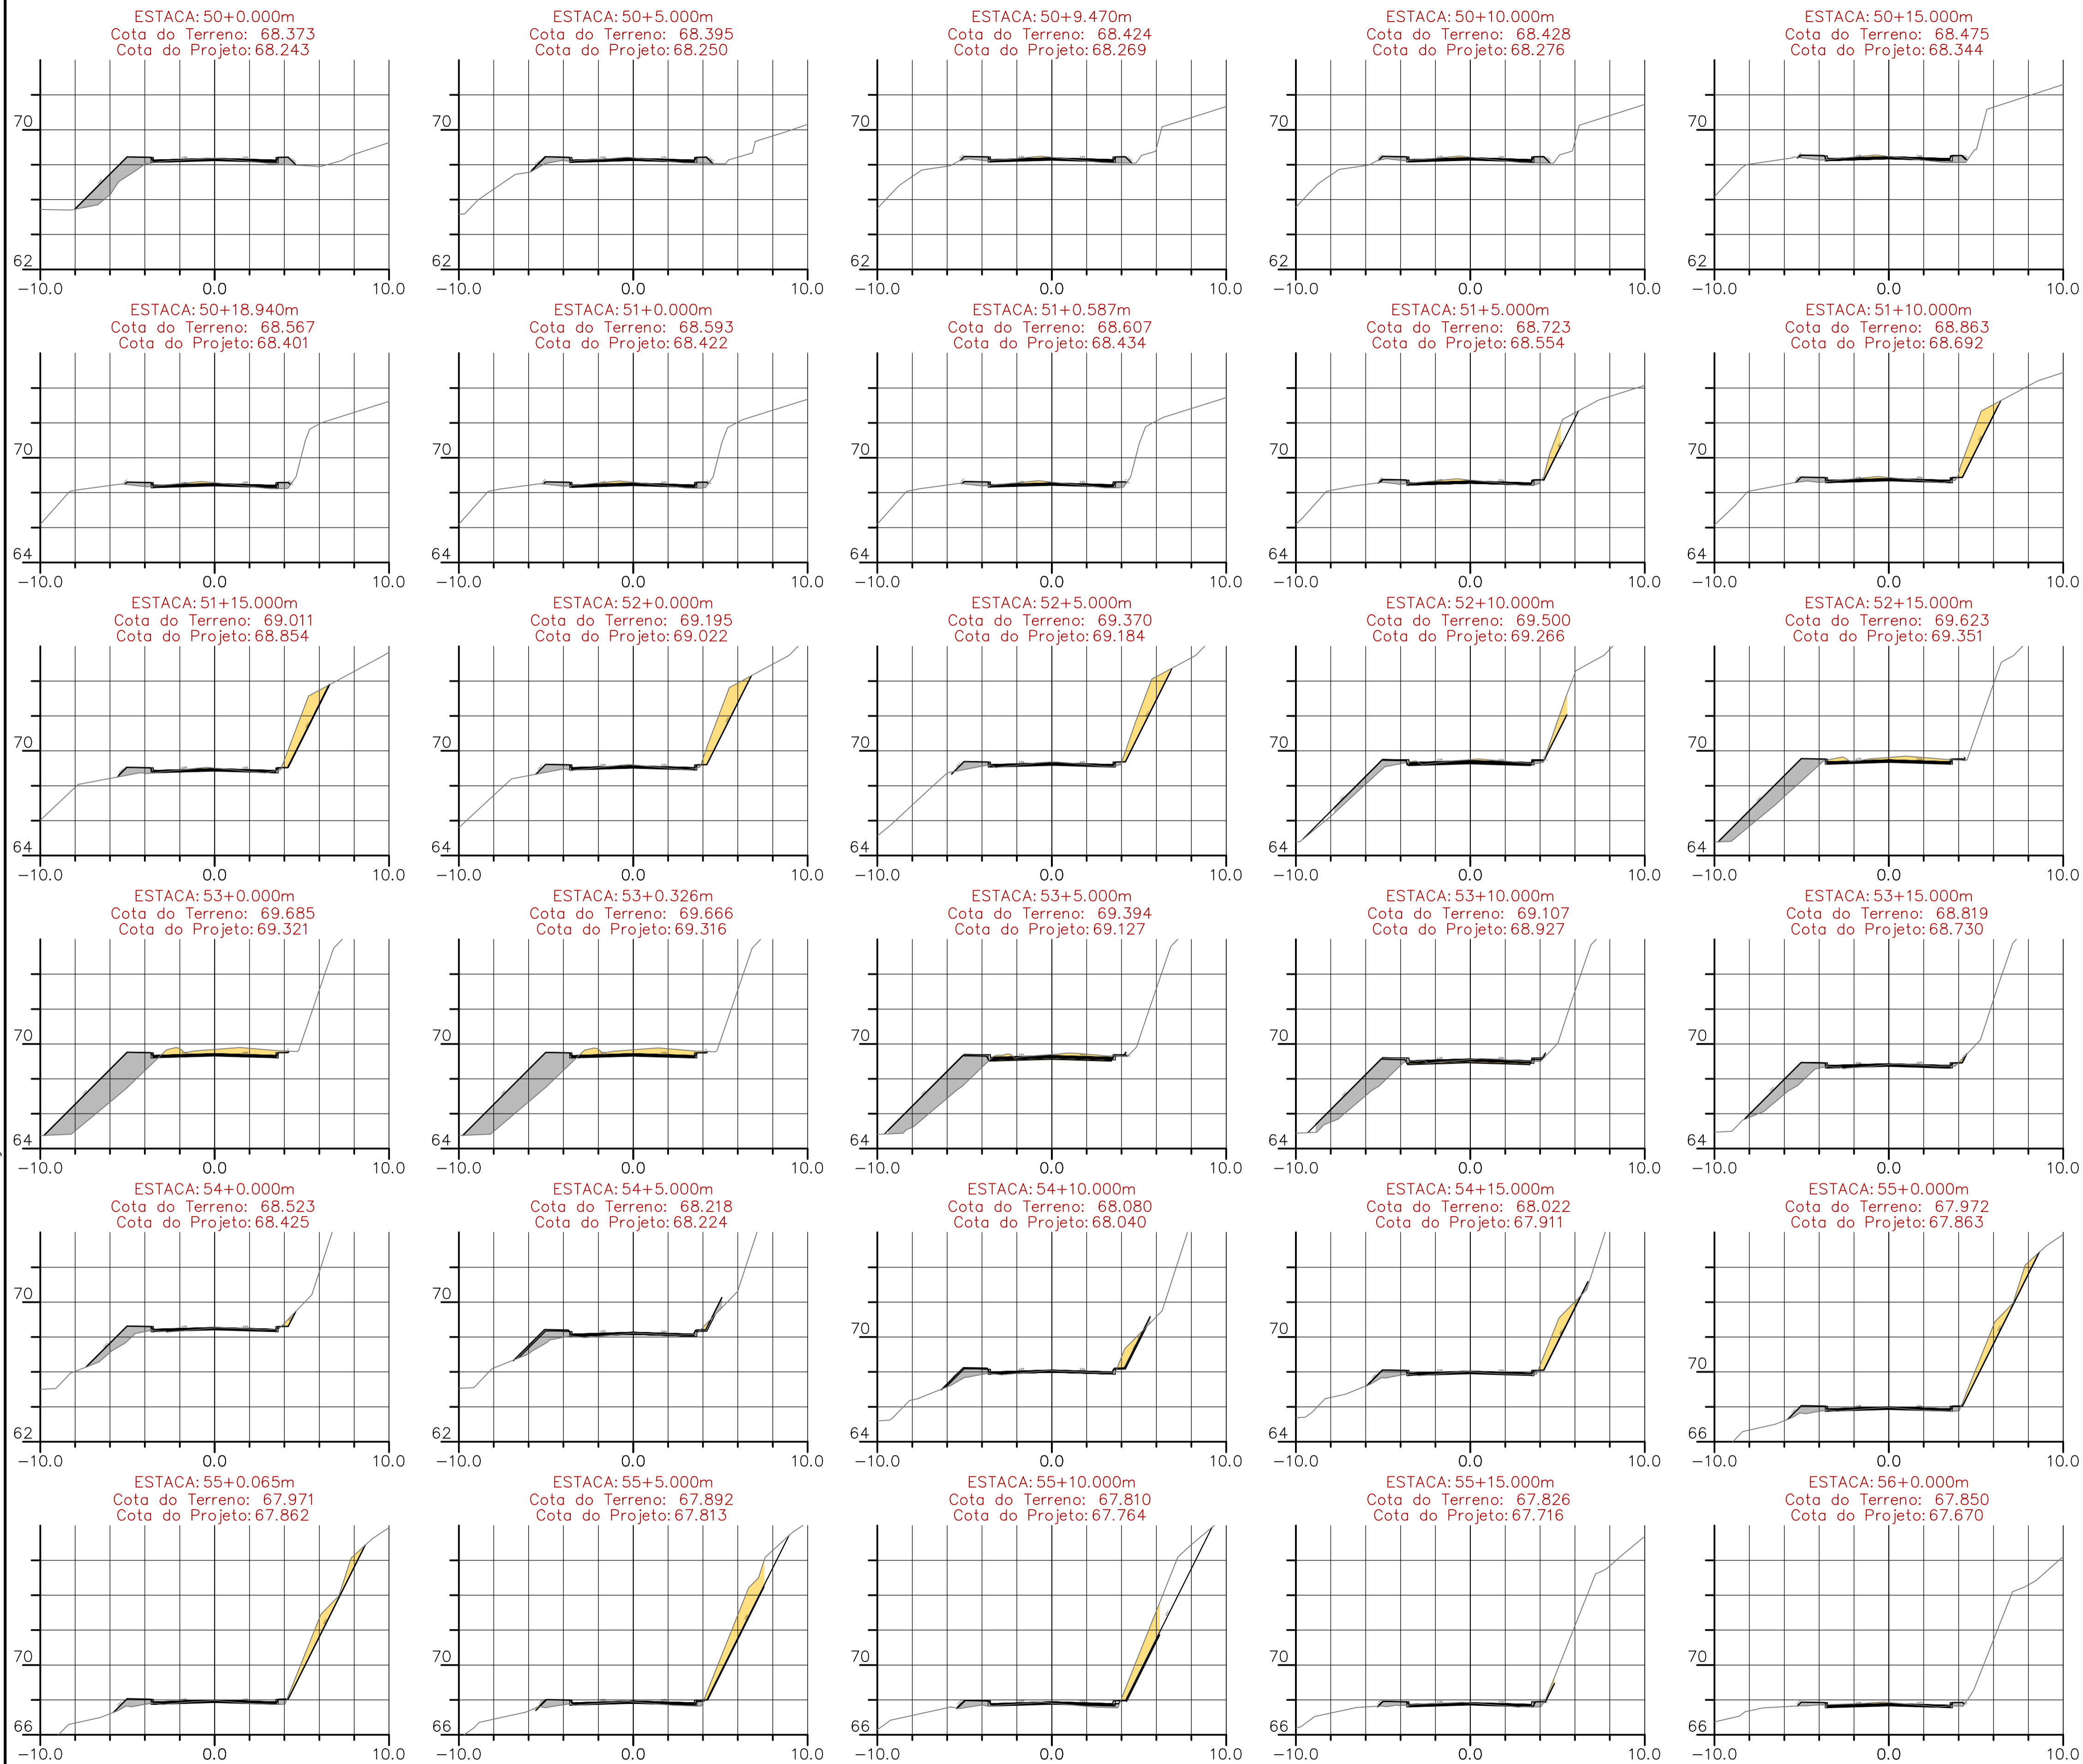 ESTACA: 50+0.000m
Cota do Terreno: 68.373
Cota do Projeto: 68.243
70
62
-10.0 0.0 10.0
ESTACA: 50+5.000m
Cota do Terreno: 68.395
Cota do Projeto: 68.250
70
62
-10.0 0.0 10.0
ESTACA: 50+9.470m
Cota do Terreno: 68.424
Cota do Projeto: 68.269
70
62
-10.0 0.0 10.0
ESTACA: 50+10.000m
Cota do Terreno: 68.428
Cota do Projeto: 68.276
70
62
-10.0 0.0 10.0
ESTACA: 50+15.000m
Cota do Terreno: 68.475
Cota do Projeto: 68.344
70
62
-10.0 0.0 10.0
ESTACA: 50+18.940m
Cota do Terreno: 68.567
Cota do Projeto: 68.401
70
64
-10.0 0.0 10.0
ESTACA: 51+0.000m
Cota do Terreno: 68.593
Cota do Projeto: 68.422
70
64
-10.0 0.0 10.0
ESTACA: 51+0.587m
Cota do Terreno: 68.607
Cota do Projeto: 68.434
70
64
-10.0 0.0 10.0
ESTACA: 51+5.000m
Cota do Terreno: 68.723
Cota do Projeto: 68.554
70
64
-10.0 0.0 10.0
ESTACA: 51+10.000m
Cota do Terreno: 68.863
Cota do Projeto: 68.692
70
64
-10.0 0.0 10.0
ESTACA: 51+15.000m
Cota do Terreno: 69.011
Cota do Projeto: 68.854
70
64
-10.0 0.0 10.0
ESTACA: 52+0.000m
Cota do Terreno: 69.195
Cota do Projeto: 69.022
70
64
-10.0 0.0 10.0
ESTACA: 52+5.000m
Cota do Terreno: 69.370
Cota do Projeto: 69.184
70
64
-10.0 0.0 10.0
ESTACA: 52+10.000m
Cota do Terreno: 69.500
Cota do Projeto: 69.266
70
64
-10.0 0.0 10.0
ESTACA: 52+15.000m
Cota do Terreno: 69.623
Cota do Projeto: 69.351
70
64
-10.0 0.0 10.0
ESTACA: 53+0.000m
Cota do Terreno: 69.685
Cota do Projeto: 69.321
70
64
-10.0 0.0 10.0
ESTACA: 53+0.326m
Cota do Terreno: 69.666
Cota do Projeto: 69.316
70
64
-10.0 0.0 10.0
ESTACA: 53+5.000m
Cota do Terreno: 69.394
Cota do Projeto: 69.127
70
64
-10.0 0.0 10.0
ESTACA: 53+10.000m
Cota do Terreno: 69.107
Cota do Projeto: 68.927
70
64
-10.0 0.0 10.0
ESTACA: 53+15.000m
Cota do Terreno: 68.819
Cota do Projeto: 68.730
70
64
-10.0 0.0 10.0
ESTACA: 54+0.000m
Cota do Terreno: 68.523
Cota do Projeto: 68.425
70
62
-10.0 0.0 10.0
ESTACA: 54+5.000m
Cota do Terreno: 68.218
Cota do Projeto: 68.224
70
62
-10.0 0.0 10.0
ESTACA: 54+10.000m
Cota do Terreno: 68.080
Cota do Projeto: 68.040
70
64
-10.0 0.0 10.0
ESTACA: 54+15.000m
Cota do Terreno: 68.022
Cota do Projeto: 67.911
70
64
-10.0 0.0 10.0
ESTACA: 55+0.000m
Cota do Terreno: 67.972
Cota do Projeto: 67.863
70
66
-10.0 0.0 10.0
ESTACA: 55+0.065m
Cota do Terreno: 67.971
Cota do Projeto: 67.862
70
66
-10.0 0.0 10.0
ESTACA: 55+5.000m
Cota do Terreno: 67.892
Cota do Projeto: 67.813
70
66
-10.0 0.0 10.0
ESTACA: 55+10.000m
Cota do Terreno: 67.810
Cota do Projeto: 67.764
70
66
-10.0 0.0 10.0
ESTACA: 55+15.000m
Cota do Terreno: 67.826
Cota do Projeto: 67.716
70
66
-10.0 0.0 10.0
ESTACA: 56+0.000m
Cota do Terreno: 67.850
Cota do Projeto: 67.670
70
66
-10.0 0.0 10.0